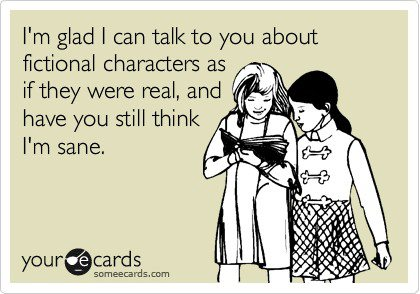 I'm glad I can talk to you about
fictional characters as
if they were real, and
have you still think
I'm sane.
your e cards
someecards.com